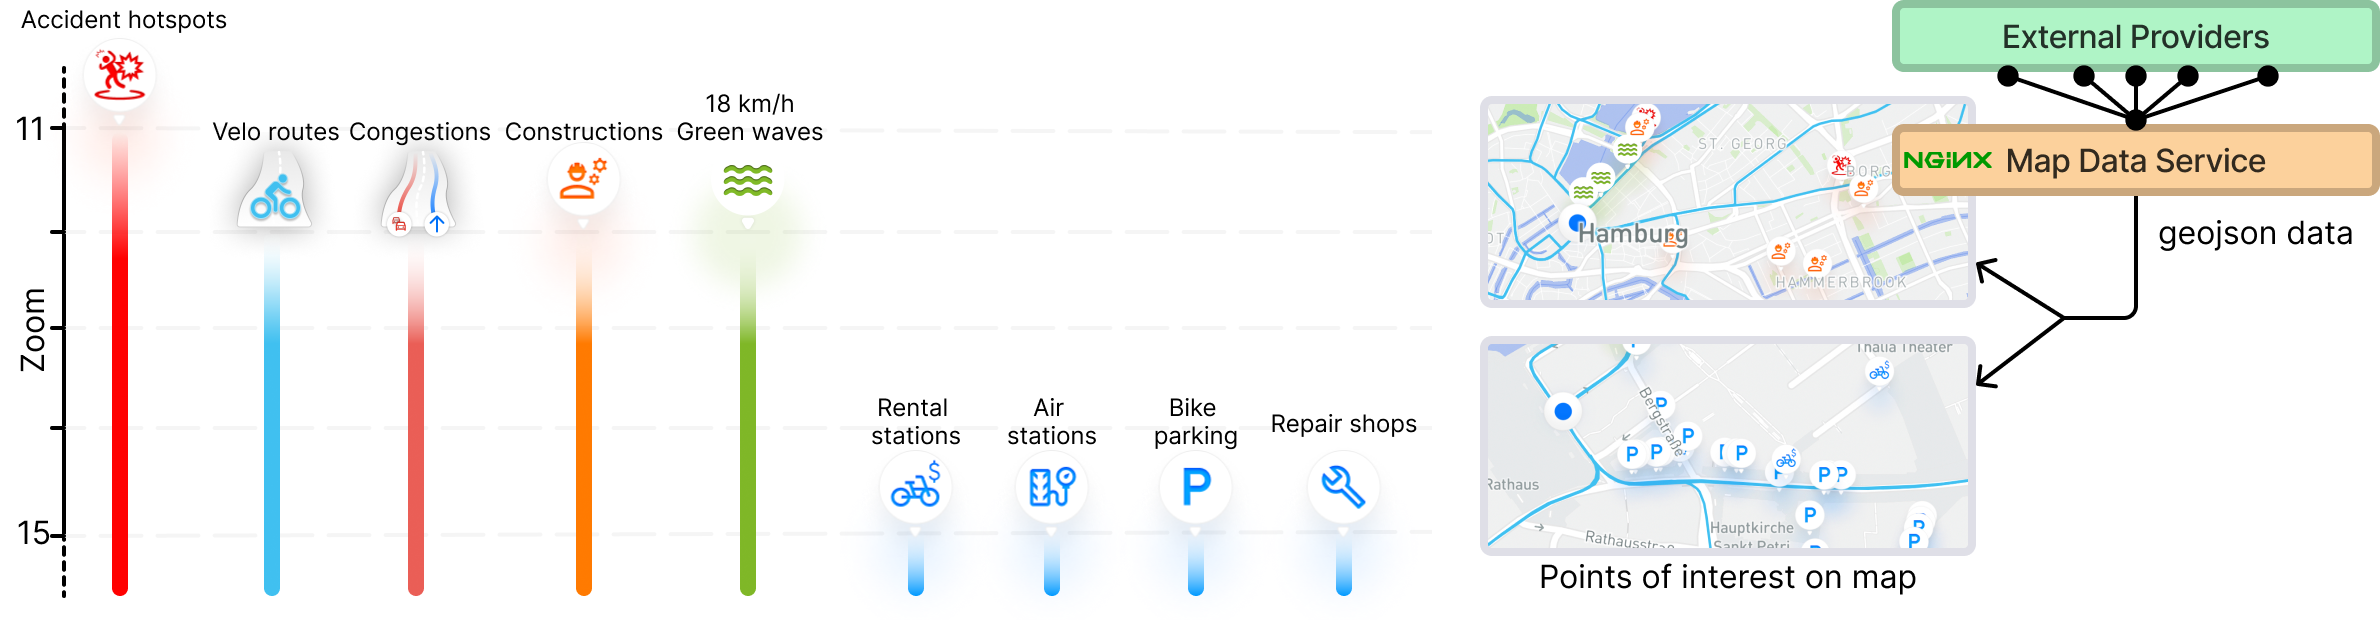 Accident hotspots
11
Velo routes
Congestions
Constructions
18 km/h
Green waves
Zoom
Rental
stations
Air
stations
Bike
parking
Repair shops
15
External Providers
NGiNX
Map Data Service
geojson data
ST. GEORG
BORG
Hamburg
HAMMERBROOK
Thalia Theater
Bergstraße
Rathaus
Hauptkirche
Sankt Petri
Rathausstraß
P
P
P
P
P
P
P
P
P
P
P
Points of interest on map